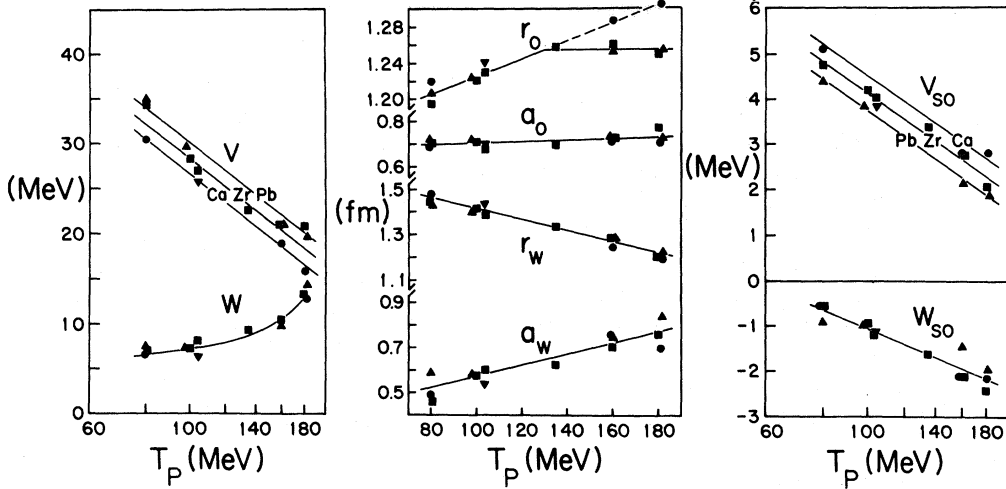 45
40
30
(MeV)
20
10
0
60
100
140
180
T_P (MeV)
V
Ca Zr Pb
W
1.28
1.24
1.20
0.8
0.6
1.5
(fm)
1.3
1.1
0.9
0.7
0.5
80
100
120
140
160
180
T_P (MeV)
r_o
a_o
r_w
a_w
6
5
4
(MeV)
3
2
1
0
-1
-2
-3
60
100
140
180
T_P (MeV)
V_SO
Pb Zr Ca
W_SO